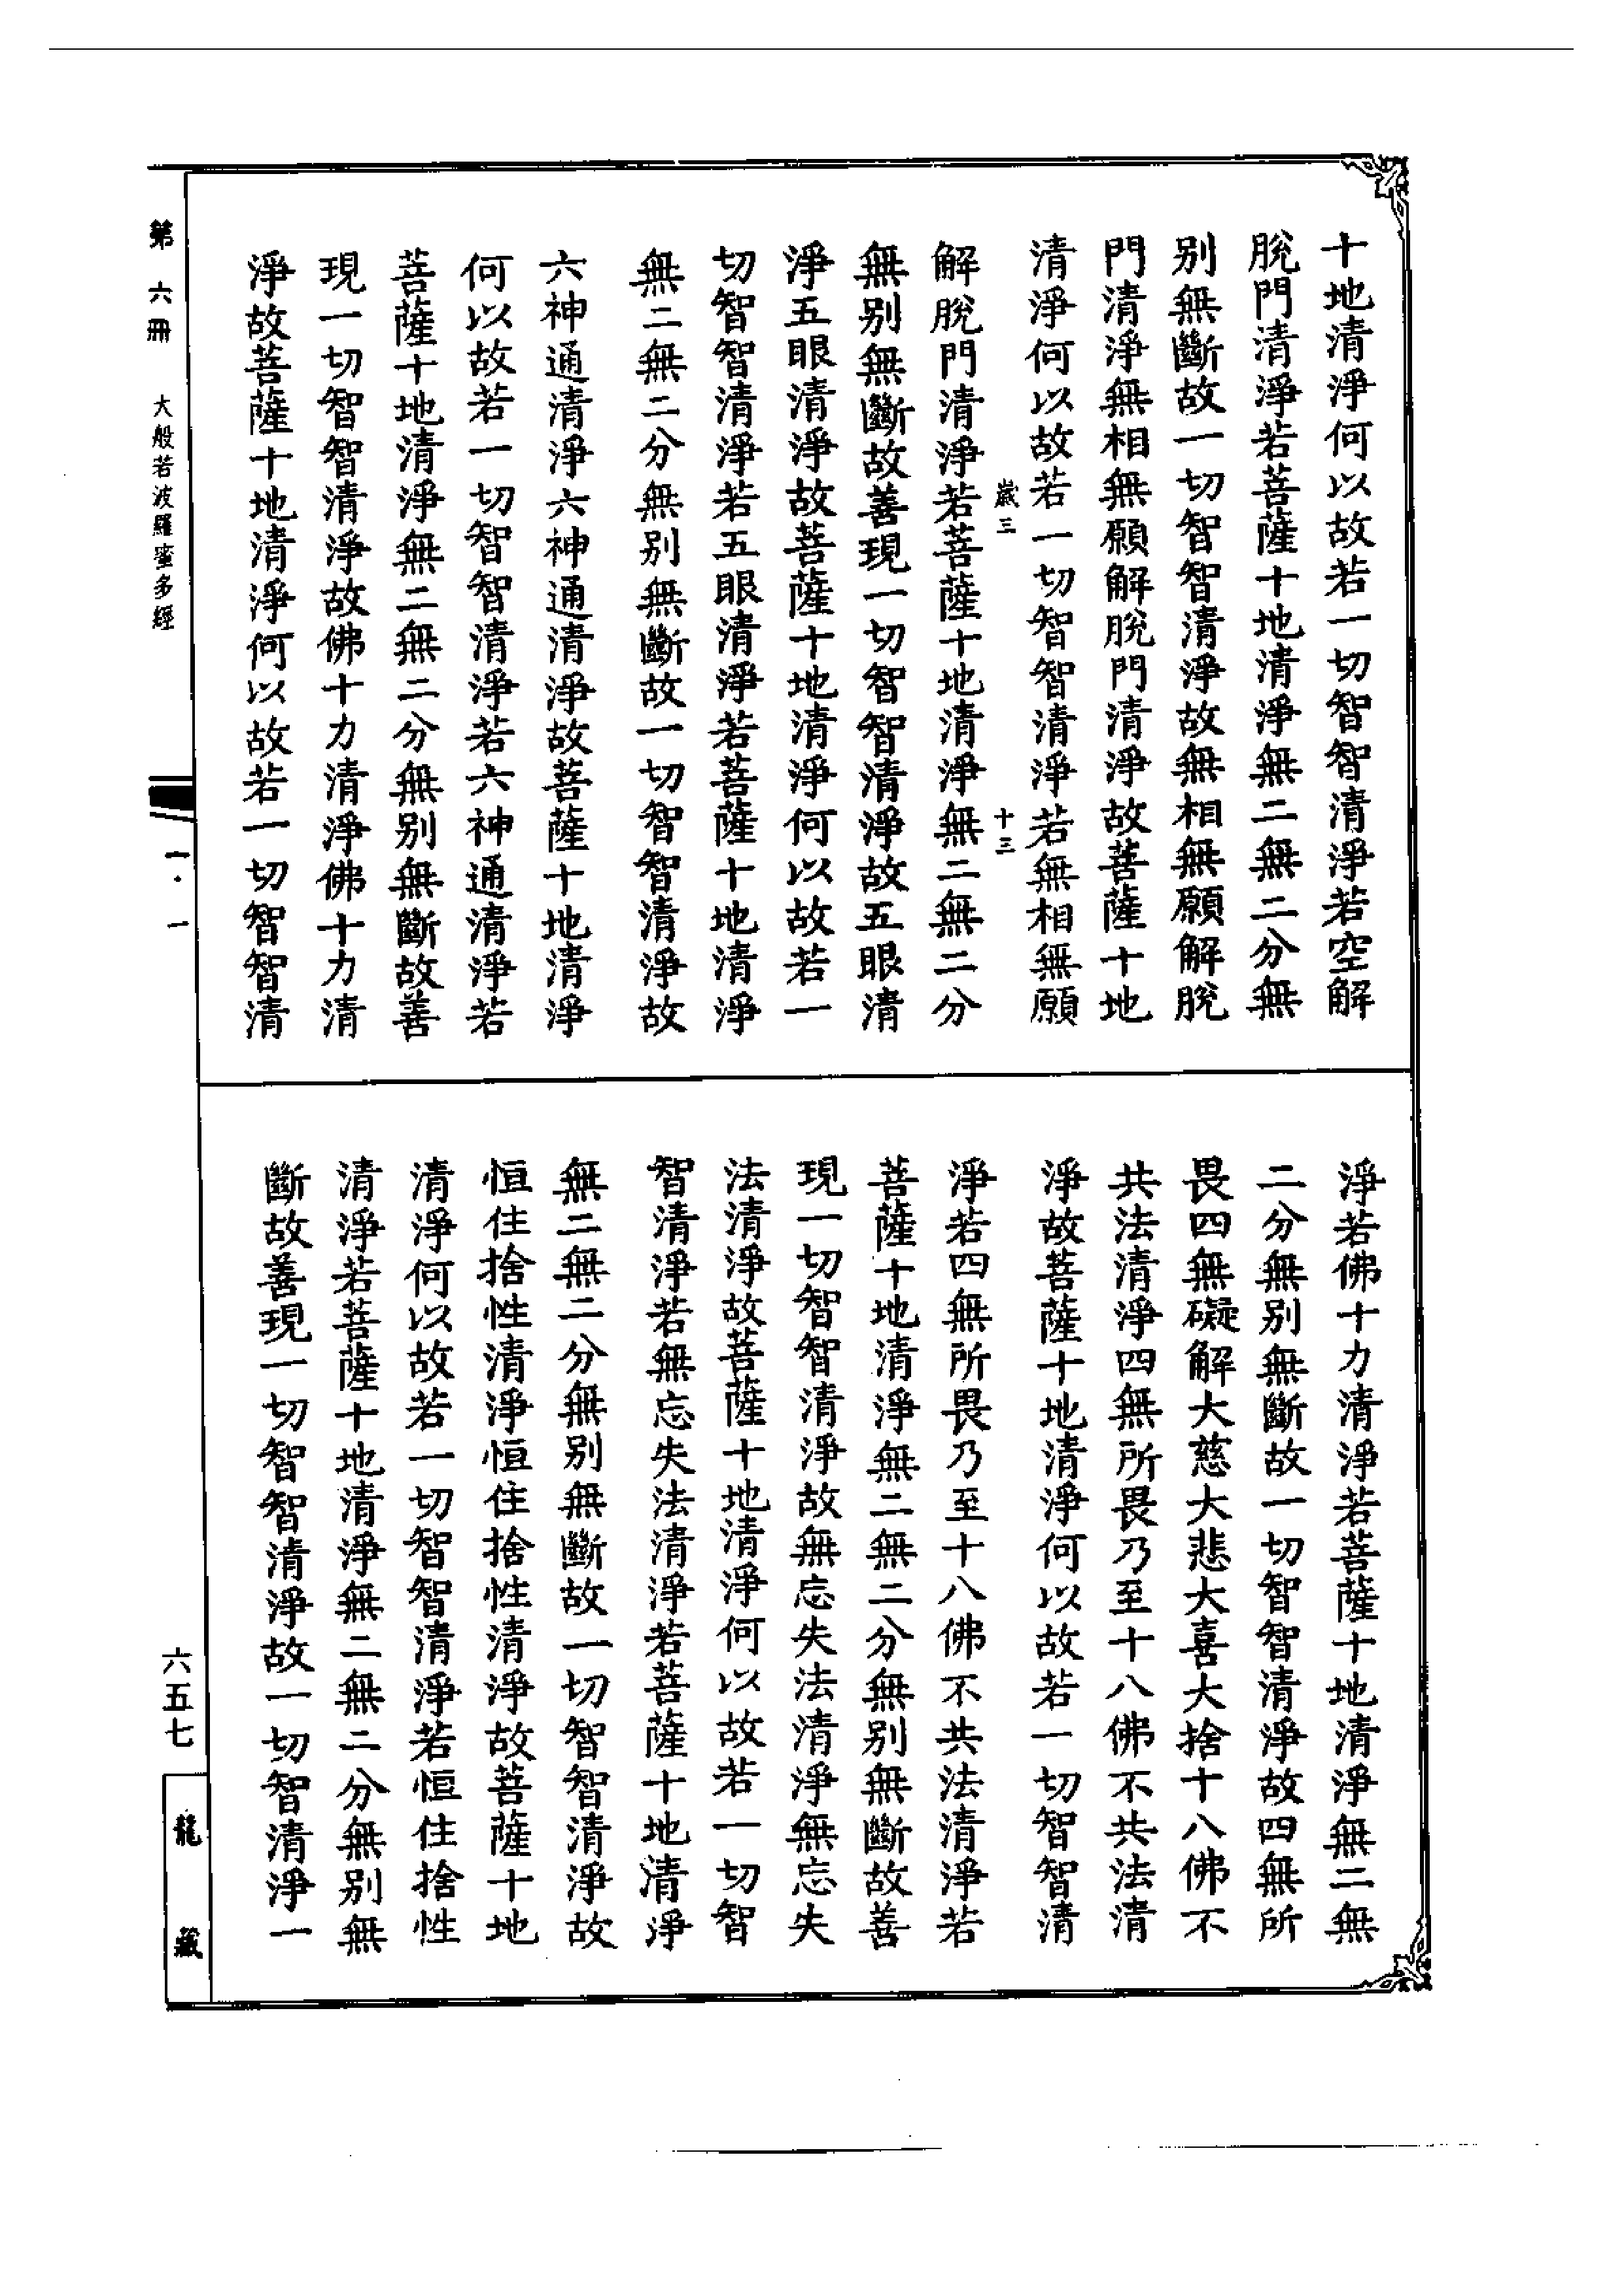 十地清淨何以故若一切智智清淨若空解
脫門清淨若菩薩十地清淨無二無二分無
别無斷故一切智智清淨故無相無願解脫
門清淨無相無願解脫門清淨故菩薩十地
清淨何以故若一切智智清淨若無相無願
歲三 十三
解脫門清淨若菩薩十地清淨無二無二分
無别無斷故善現一切智智清淨故五眼清
淨五眼清淨故菩薩十地清淨何以故若一
切智智清淨若五眼清淨若菩薩十地清淨
無二無二分無别無斷故一切智智清淨故
六神通清淨六神通清淨故菩薩十地清淨
何以故若一切智智清淨若六神通清淨若
菩薩十地清淨無二無二分無别無斷故善
現一切智智清淨故佛十力清淨佛十力清
淨故菩薩十地清淨何以故若一切智智清
淨若佛十力清淨若菩薩十地清淨無二無
二分無别無斷故一切智智清淨故四無所
畏四無礙解大慈大悲大喜大捨十八佛不
共法清淨四無所畏乃至十八佛不共法清
淨故菩薩十地清淨何以故若一切智智清
淨若四無所畏乃至十八佛不共法清淨若
菩薩十地清淨無二無二分無别無斷故善
現一切智智清淨故無忘失法清淨無忘失
法清淨故菩薩十地清淨何以故若一切智
智清淨若無忘失法清淨若菩薩十地清淨
無二無二分無别無斷故一切智智清淨故
恒住捨性清淨恒住捨性清淨故菩薩十地
清淨何以故若一切智智清淨若恒住捨性
清淨若菩薩十地清淨無二無二分無别無
斷故善現一切智智清淨故一切智清淨一
第六冊 大般若波羅蜜多經 一·一 六五七 龍藏